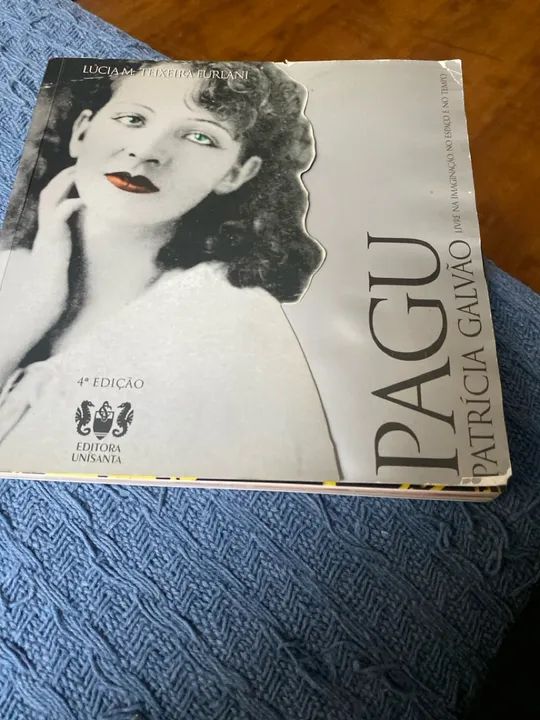 LÚCIA M. TEIXEIRA FURLANI
PAGU
PATRÍCIA GALVÃO
LIVRE NA IMAGINAÇÃO, NO ESPAÇO E NO TEMPO
4ª EDIÇÃO
EDITORA
UNISANTA